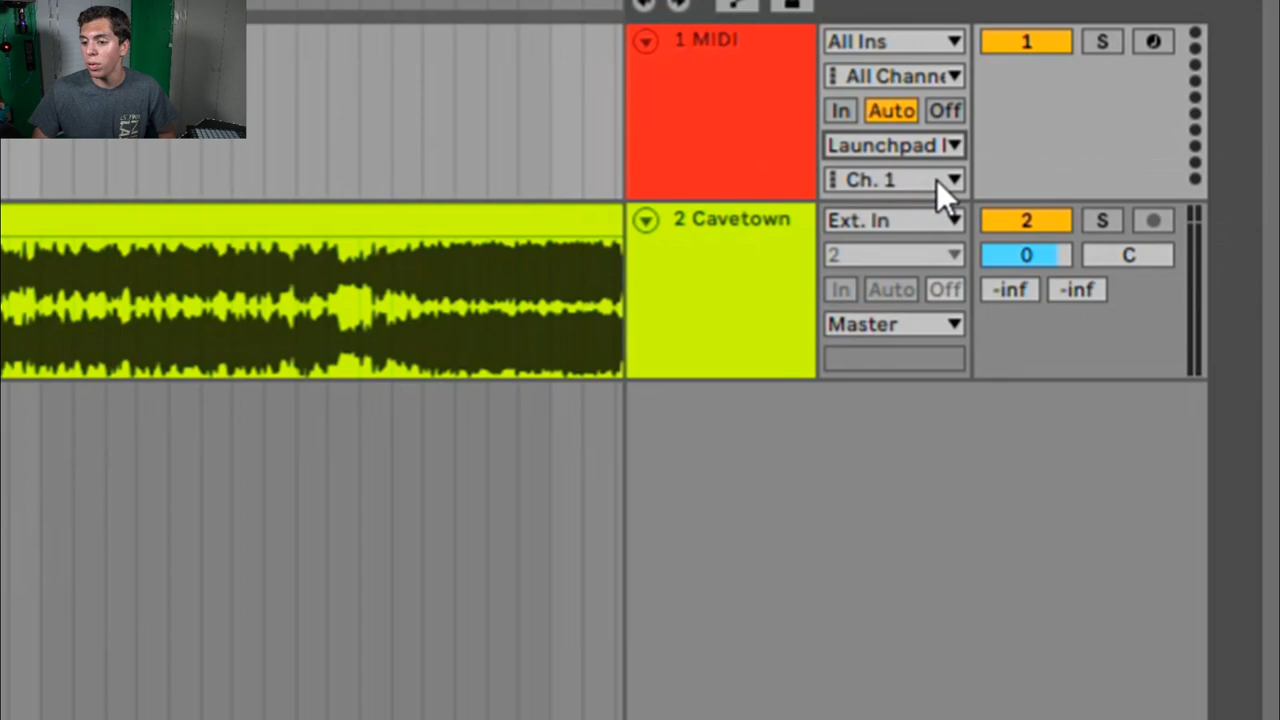 1 MIDI
All Ins
1
S
All Channe
In Auto Off
Launchpad
Ch. 1
2 Cavetown
Ext. In
2
S
2
0
C
In Auto Off
-inf
-inf
Master